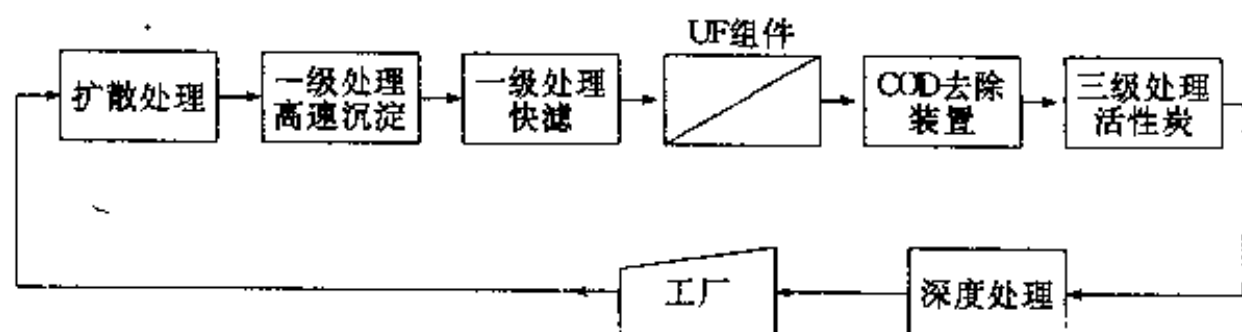 UF组件
扩散处理
一级处理
高速沉淀
一级处理
快滤
COD去除
装置
三级处理
活性炭
工厂
深度处理